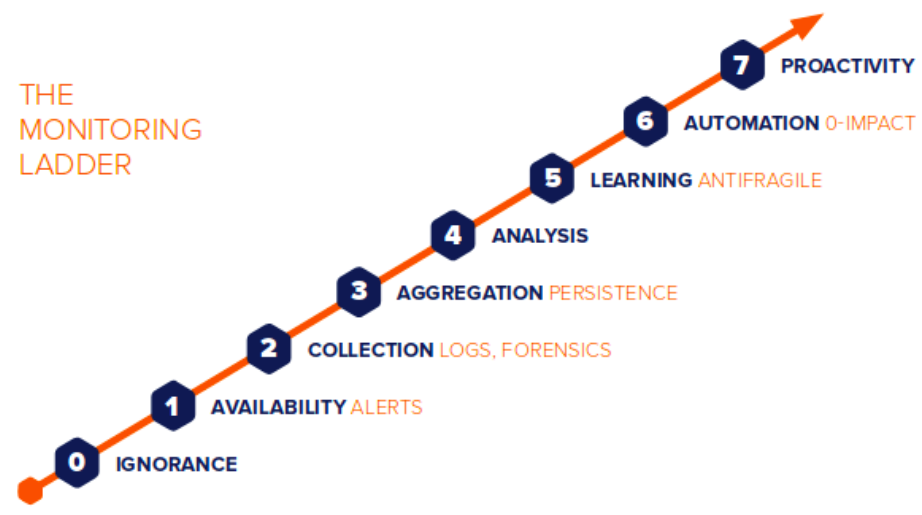 THE
MONITORING
LADDER
7 PROACTIVITY
6 AUTOMATION 0-IMPACT
5 LEARNING ANTIFRAGILE
4 ANALYSIS
3 AGGREGATION PERSISTENCE
2 COLLECTION LOGS, FORENSICS
1 AVAILABILITY ALERTS
0 IGNORANCE